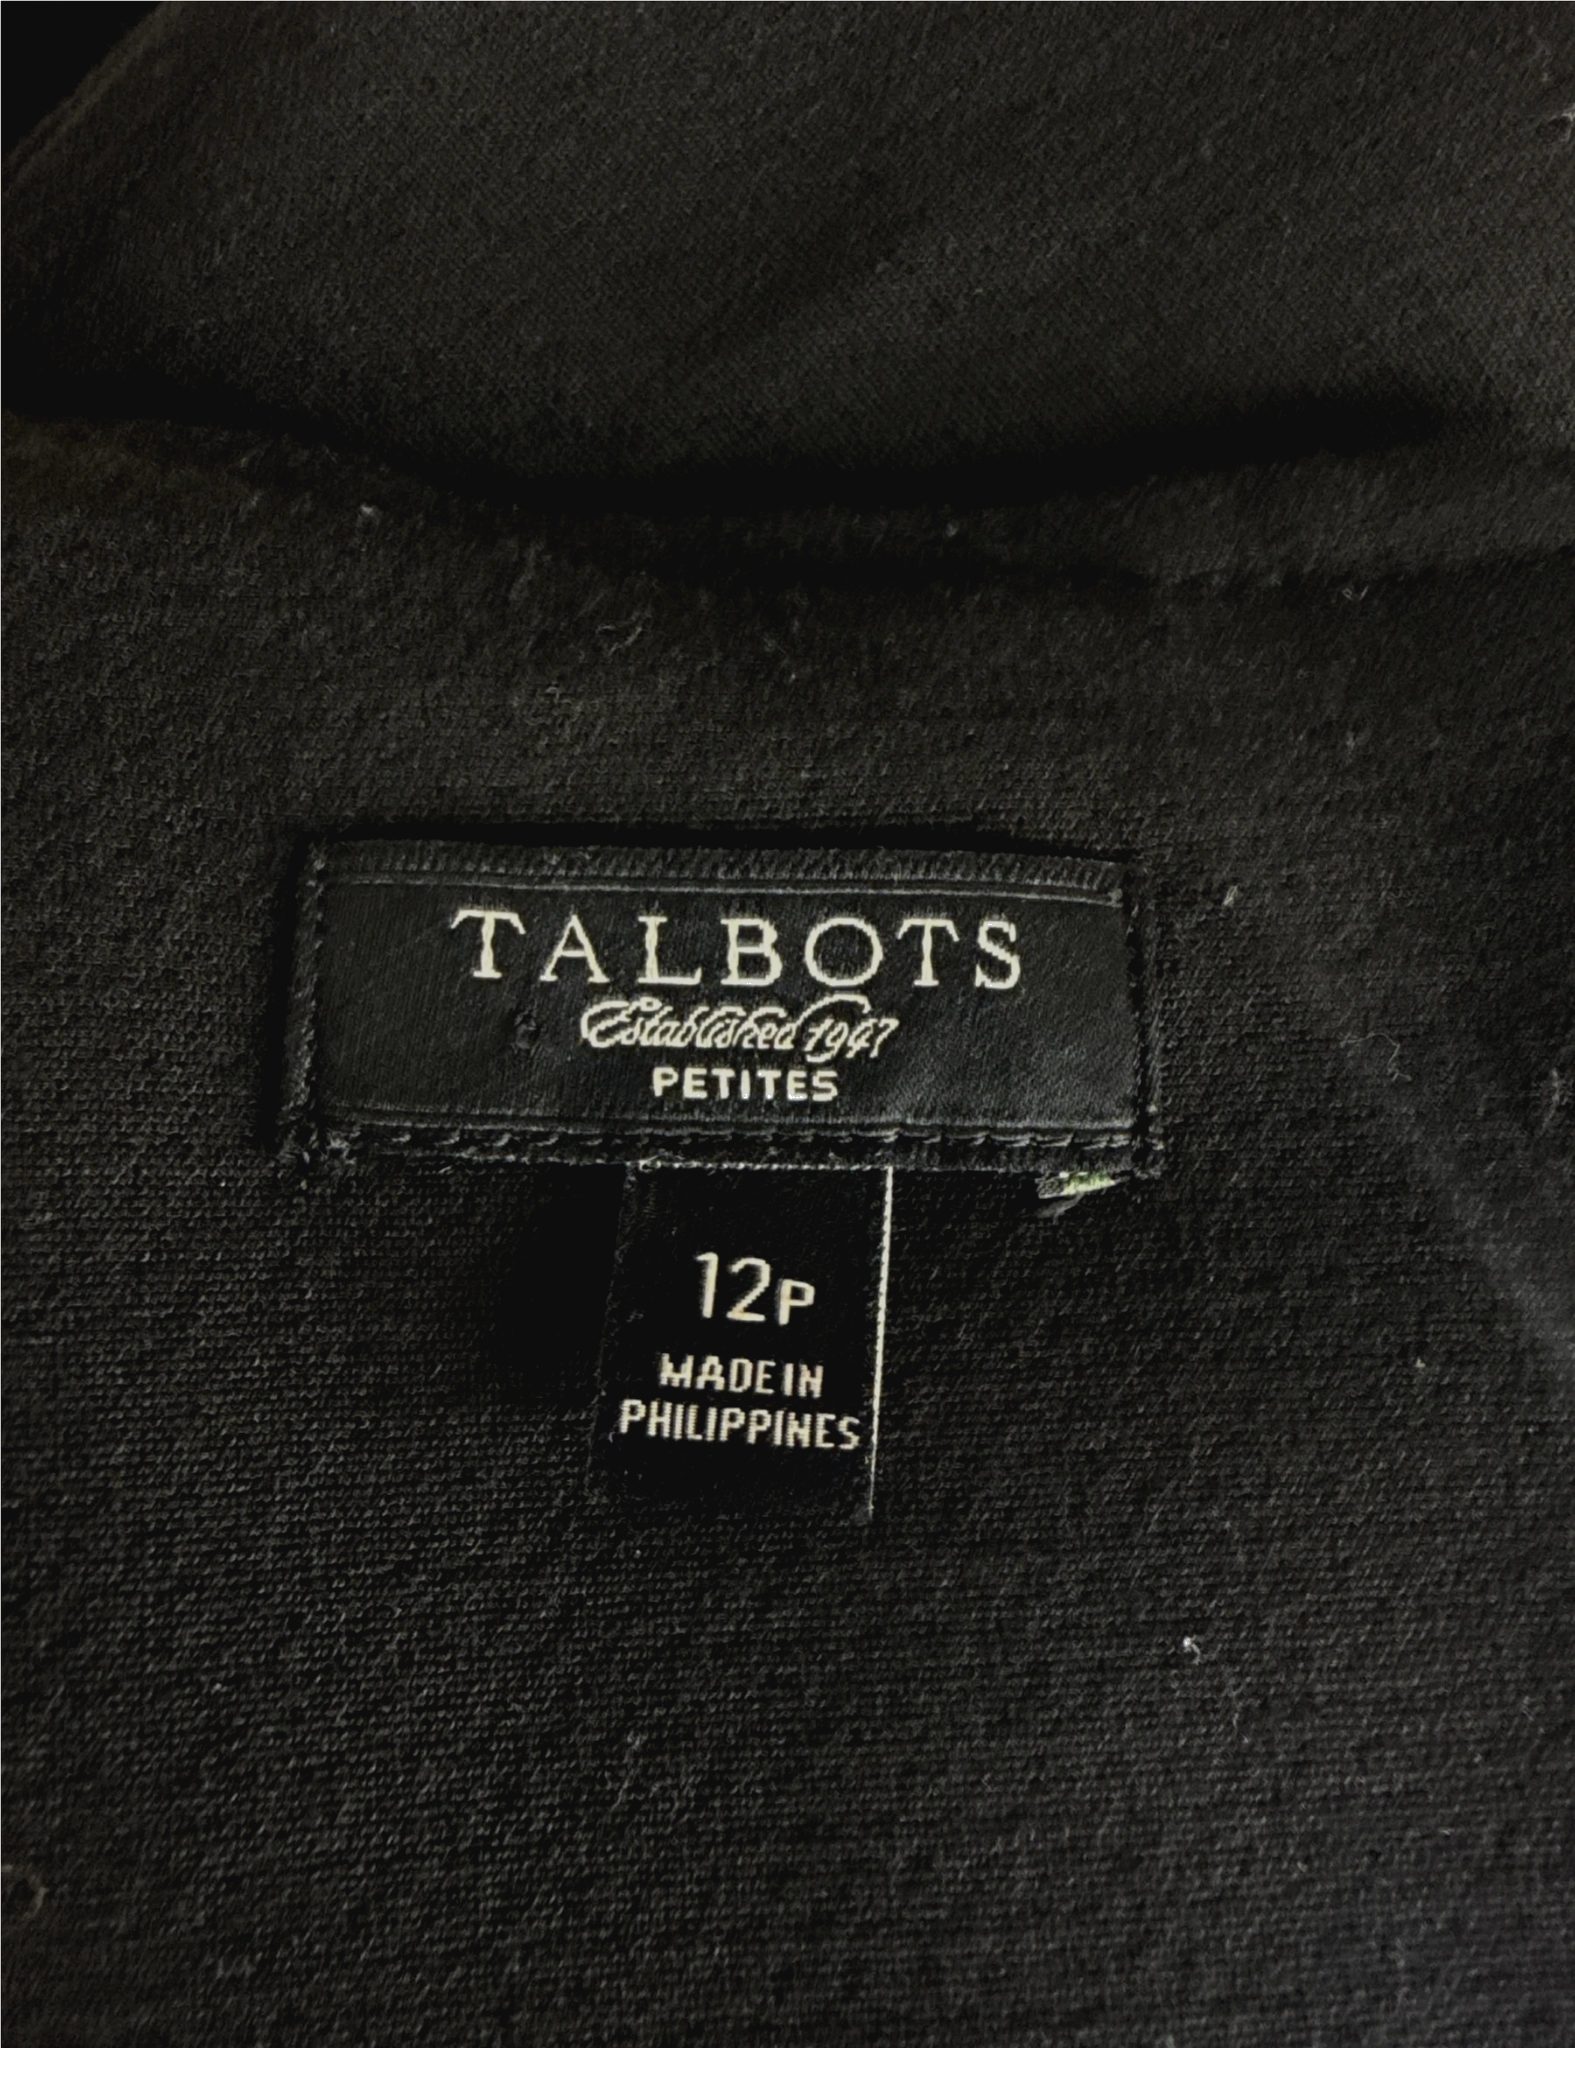 TALBOTS
Established 1947
PETITES
12P
MADE IN
PHILIPPINES